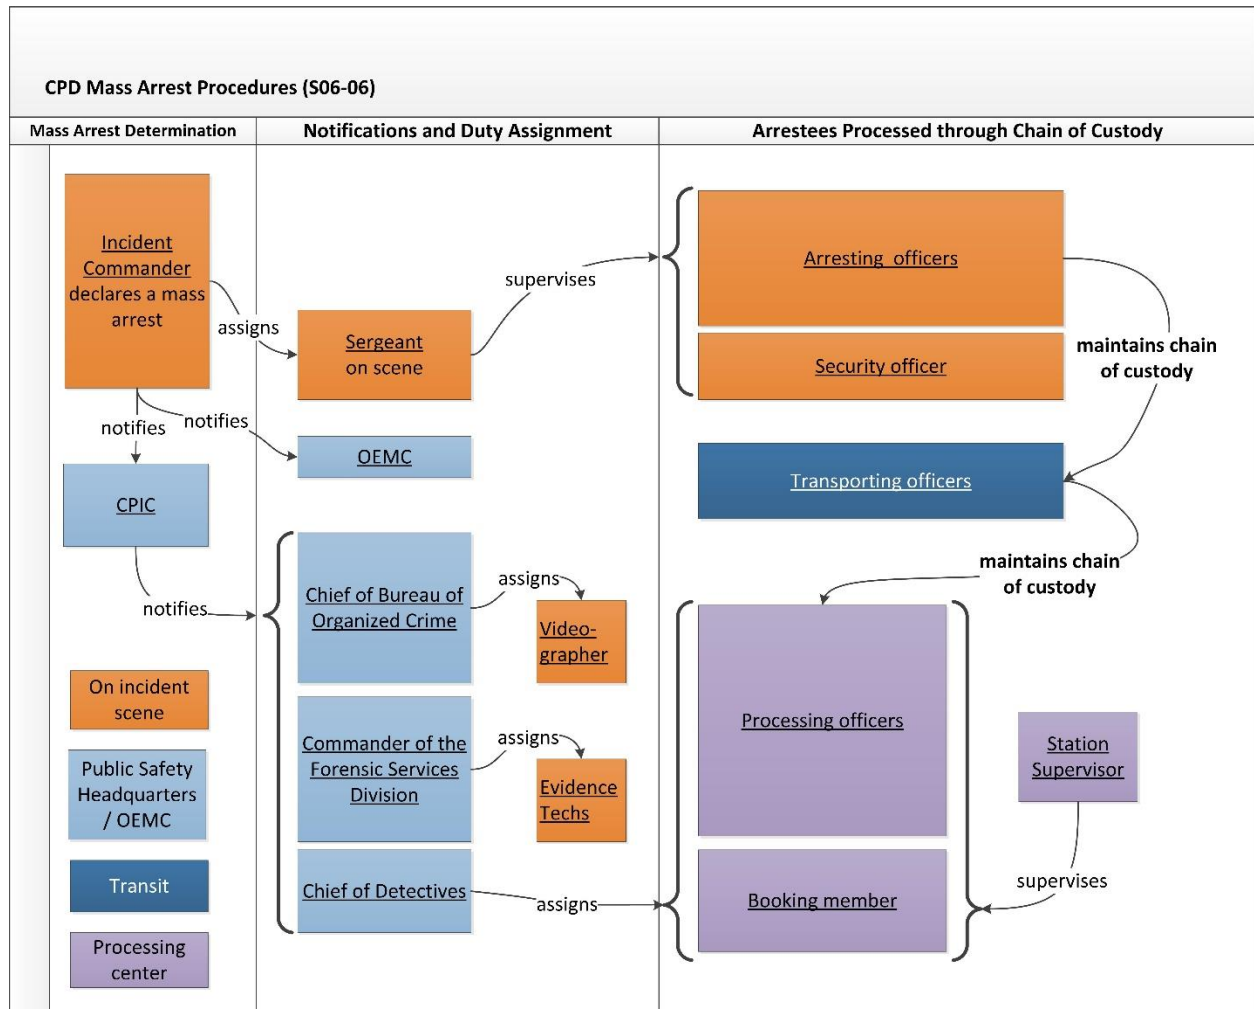 CPD Mass Arrest Procedures (S06-06)
Mass Arrest Determination
Notifications and Duty Assignment
Arrestees Processed through Chain of Custody
Incident
Commander
declares a mass
arrest
assigns
Sergeant
on scene
supervises
Arresting officers
Security officer
maintains chain
of custody
notifies
notifies
OEMC
CPIC
Transporting officers
maintains chain
of custody
notifies
Chief of Bureau of
Organized Crime
assigns
Video-
grapher
Commander of the
Forensic Services
Division
assigns
Evidence
Techs
Chief of Detectives
assigns
Processing officers
Booking member
Station
Supervisor
supervises
On incident
scene
Public Safety
Headquarters
/ OEMC
Transit
Processing
center